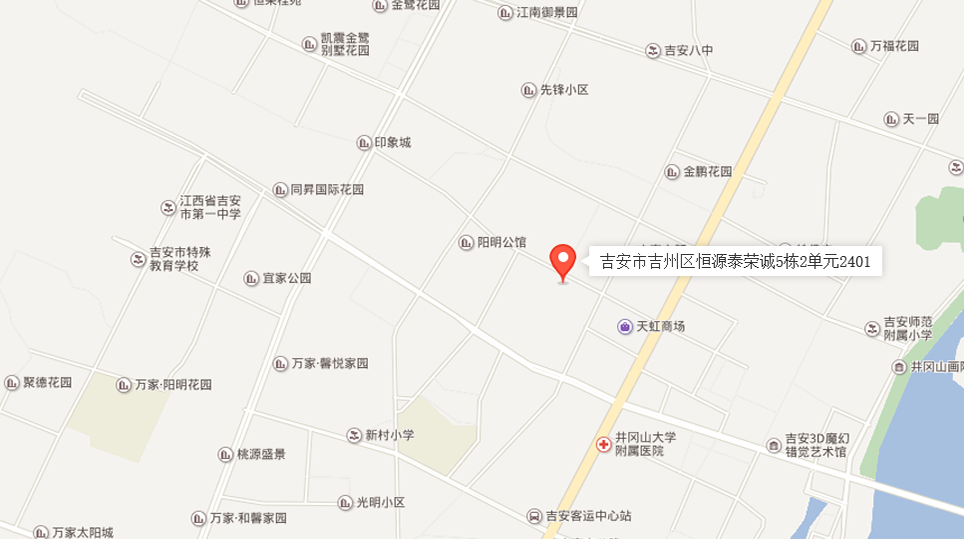 恒荣桂苑
金鹭花园
江南御景园
凯震金鹭
别墅花园
吉安八中
万福花园
先锋小区
天一园
印象城
金鹏花园
同昇国际花园
江西省吉安
市第一中学
阳明公馆
吉安市特殊
教育学校
吉安市吉州区恒源泰荣诚5栋2单元2401
宜家公园
天虹商场
吉安师范
附属小学
万家·馨悦家园
井冈山画院
聚德花园
万家·阳明花园
新村小学
井冈山大学
附属医院
吉安3D魔幻
错觉艺术馆
桃源盛景
光明小区
万家·和馨家园
吉安客运中心站
万家太阳城